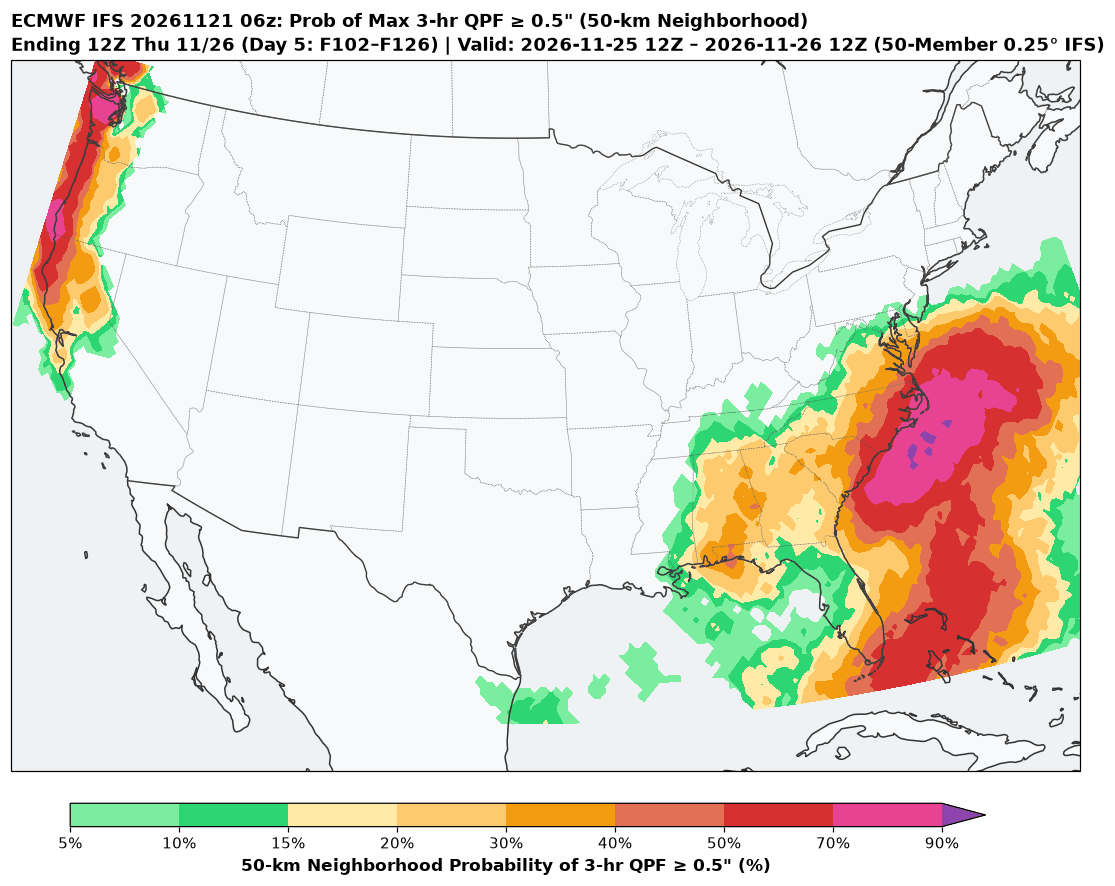 ECMWF IFS 20261121 06z: Prob of Max 3-hr QPF ≥ 0.5" (50-km Neighborhood)
Ending 12Z Thu 11/26 (Day 5: F102–F126) | Valid: 2026-11-25 12Z – 2026-11-26 12Z (50-Member 0.25° IFS)
5% 10% 15% 20% 30% 40% 50% 70% 90%
50-km Neighborhood Probability of 3-hr QPF ≥ 0.5" (%)